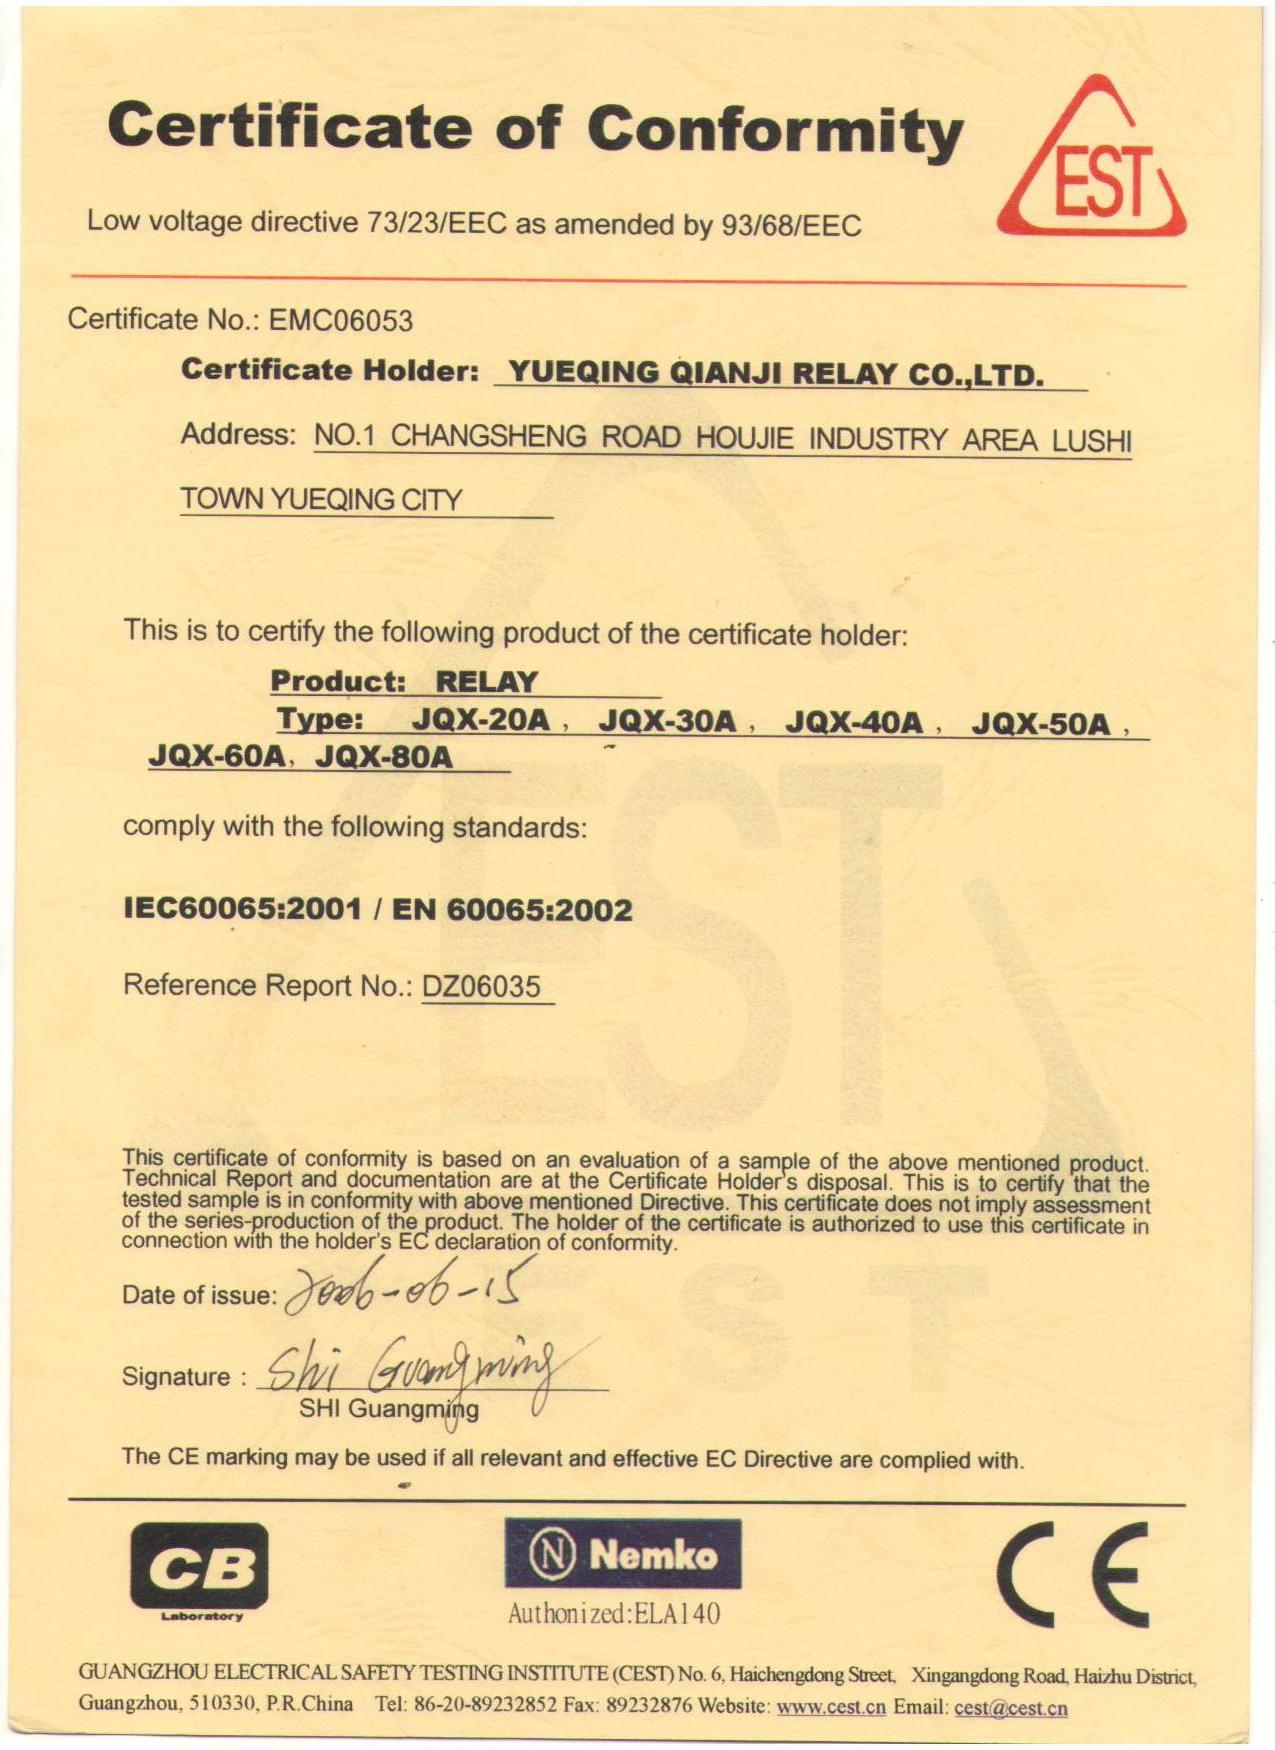 Certificate of Conformity
EST
Low voltage directive 73/23/EEC as amended by 93/68/EEC
Certificate No.: EMC06053
Certificate Holder: YUEQING QIANJI RELAY CO.,LTD.
Address: NO.1 CHANGSHENG ROAD HOUJIE INDUSTRY AREA LUSHI
TOWN YUEQING CITY
This is to certify the following product of the certificate holder:
Product: RELAY
Type: JQX-20A , JQX-30A , JQX-40A , JQX-50A ,
JQX-60A, JQX-80A
comply with the following standards:
IEC60065:2001 / EN 60065:2002
Reference Report No.: DZ06035
EST
This certificate of conformity is based on an evaluation of a sample of the above mentioned product.
Technical Report and documentation are at the Certificate Holder's disposal. This is to certify that the
tested sample is in conformity with above mentioned Directive. This certificate does not imply assessment
of the series-production of the product. The holder of the certificate is authorized to use this certificate in
connection with the holder's EC declaration of conformity.
Date of issue: 2006-06-15
Signature : Shi Guangming
SHI Guangming
The CE marking may be used if all relevant and effective EC Directive are complied with.
CB
Laboratory
N Nemko
Authonized:ELA140
CE
GUANGZHOU ELECTRICAL SAFETY TESTING INSTITUTE (CEST) No. 6, Haichengdong Street, Xingangdong Road, Haizhu District,
Guangzhou, 510330, P.R.China Tel: 86-20-89232852 Fax: 89232876 Website: www.cest.cn Email: cest@cest.cn